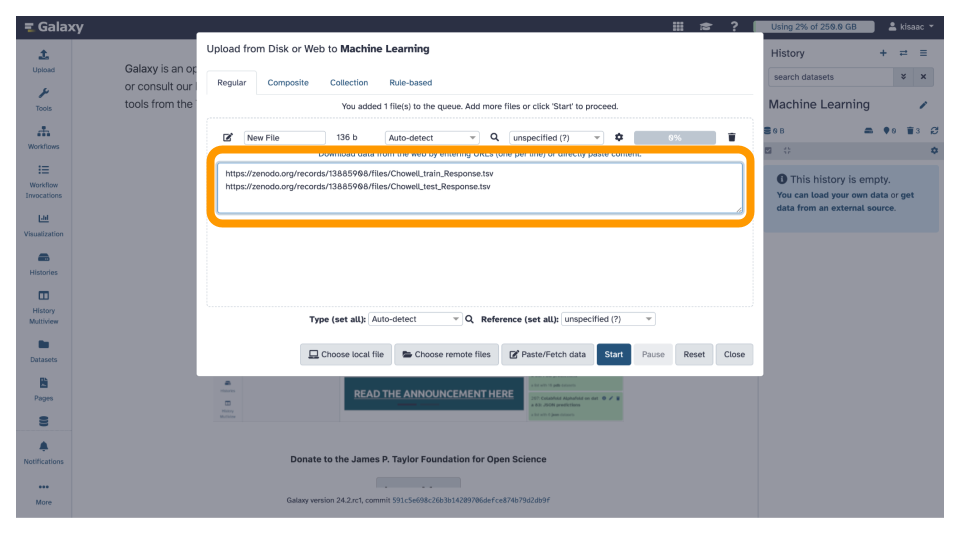 Galaxy
?
Using 2% of 250.0 GB
kisaac
Upload
Tools
Workflows
Workflow
Invocations
Visualization
Histories
History
Multiview
Datasets
Pages
Notifications
More
Galaxy is an op
or consult our
tools from the
Upload from Disk or Web to Machine Learning
Regular
Composite
Collection
Rule-based
You added 1 file(s) to the queue. Add more files or click 'Start' to proceed.
New File
136 b
Auto-detect
unspecified (?)
0%
Download data from the web by entering URLs (one per line) or directly paste content.
https://zenodo.org/records/13885908/files/Chowell_train_Response.tsv
https://zenodo.org/records/13885908/files/Chowell_test_Response.tsv
Type (set all): Auto-detect
Reference (set all): unspecified (?)
Choose local file
Choose remote files
Paste/Fetch data
Start
Pause
Reset
Close
READ THE ANNOUNCEMENT HERE
Donate to the James P. Taylor Foundation for Open Science
Galaxy version 24.2.rc1, commit 591c5e698c26b3b14209706defce874b79d2db9f
History
search datasets
Machine Learning
0 B
0
3
This history is empty.
You can load your own data or get
data from an external source.